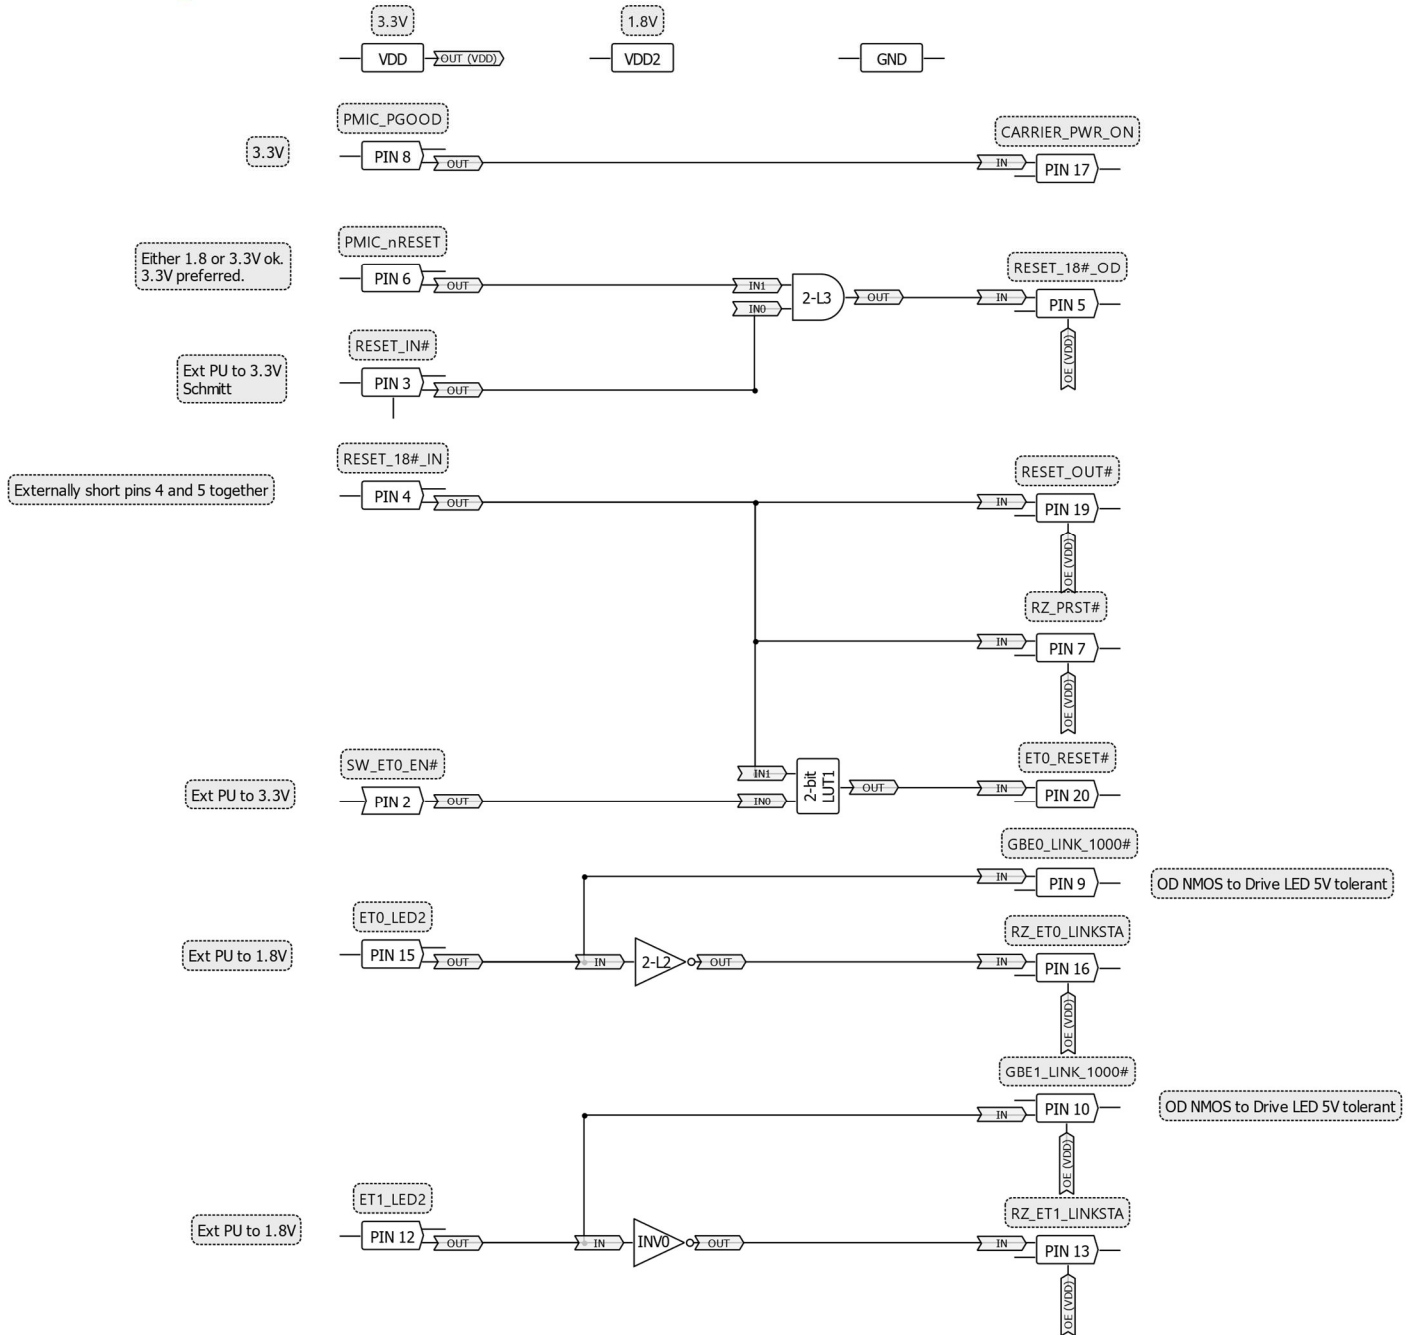 3.3V
1.8V
VDD
OUT (VDD)
VDD2
GND
PMIC_PGOOD
CARRIER_PWR_ON
3.3V
PIN 8
OUT
IN
PIN 17
PMIC_nRESET
Either 1.8 or 3.3V ok.
3.3V preferred.
PIN 6
OUT
IN1
IN0
2-L3
OUT
RESET_18#_OD
IN
PIN 5
OE (VDD)
RESET_IN#
Ext PU to 3.3V
Schmitt
PIN 3
OUT
RESET_18#_IN
Externally short pins 4 and 5 together
PIN 4
OUT
RESET_OUT#
IN
PIN 19
OE (VDD)
RZ_PRST#
IN
PIN 7
OE (VDD)
SW_ET0_EN#
Ext PU to 3.3V
PIN 2
OUT
IN1
IN0
2-bit
LUT1
OUT
ET0_RESET#
IN
PIN 20
GBE0_LINK_1000#
IN
PIN 9
OD NMOS to Drive LED 5V tolerant
ET0_LED2
Ext PU to 1.8V
PIN 15
OUT
IN
2-L2
OUT
RZ_ET0_LINKSTA
IN
PIN 16
OE (VDD)
GBE1_LINK_1000#
IN
PIN 10
OE (VDD)
OD NMOS to Drive LED 5V tolerant
ET1_LED2
Ext PU to 1.8V
PIN 12
OUT
IN
INV0
OUT
RZ_ET1_LINKSTA
IN
PIN 13
OE (VDD)